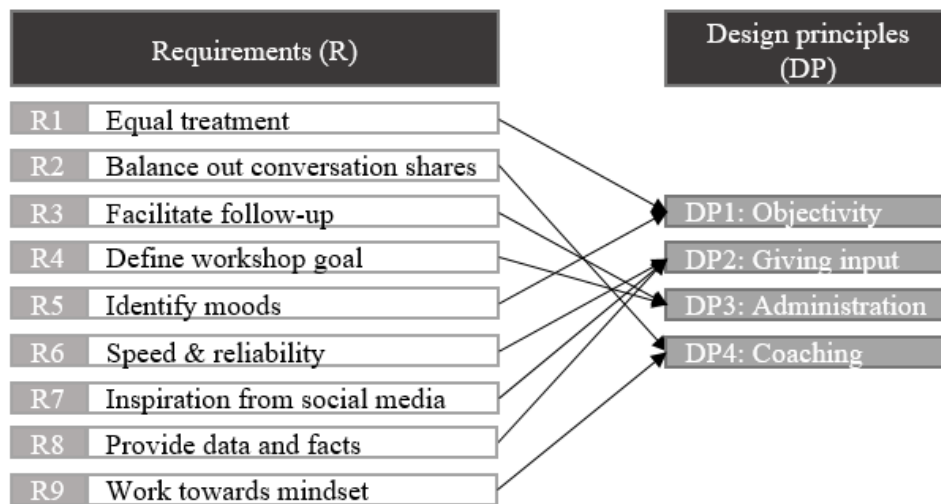 Requirements (R)
Design principles
(DP)
R1 Equal treatment
R2 Balance out conversation shares
R3 Facilitate follow-up
R4 Define workshop goal
R5 Identify moods
R6 Speed & reliability
R7 Inspiration from social media
R8 Provide data and facts
R9 Work towards mindset
DP1: Objectivity
DP2: Giving input
DP3: Administration
DP4: Coaching